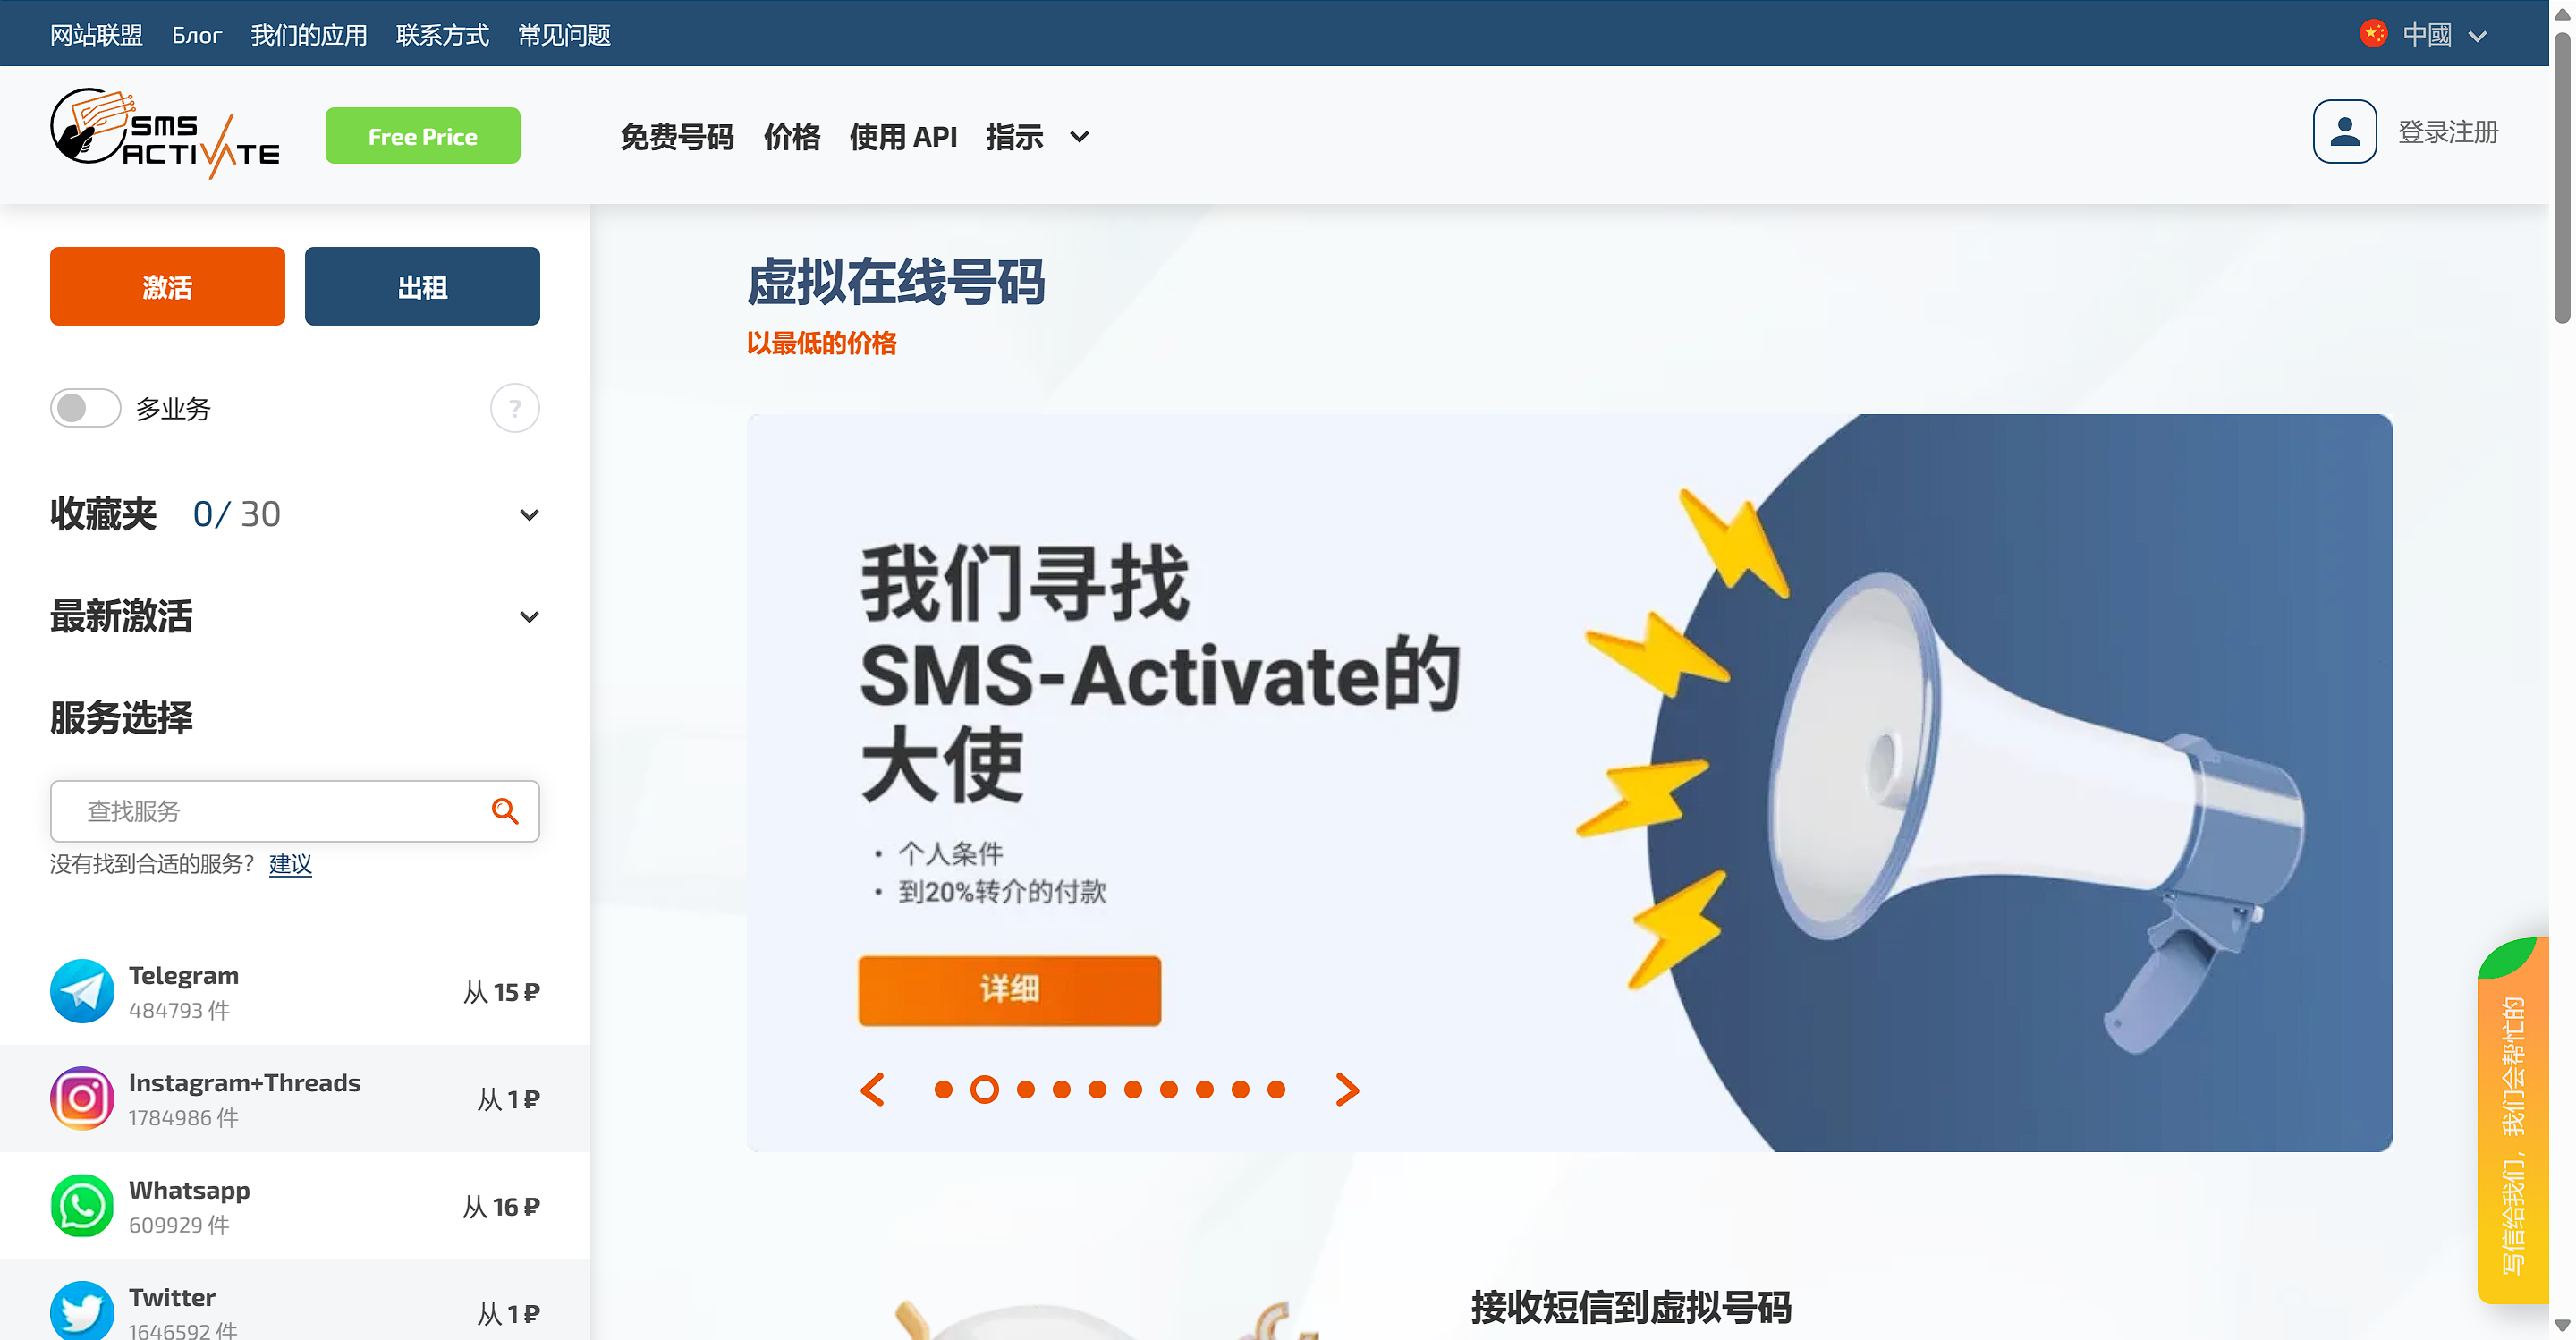 网站联盟 Блог 我们的应用 联系方式 常见问题
中國
SMS ACTIVATE
Free Price
免费号码 价格 使用 API 指示
登录注册
激活 出租
多业务 ?
收藏夹 0/ 30
最新激活
服务选择
查找服务
没有找到合适的服务? 建议
Telegram
484793 件
从 15 ₽
Instagram+Threads
1784986 件
从 1 ₽
Whatsapp
609929 件
从 16 ₽
Twitter
1646592 件
从 1 ₽
虚拟在线号码
以最低的价格
我们寻找
SMS-Activate的
大使
• 个人条件
• 到20%转介的付款
详细
接收短信到虚拟号码
写信给我们，我们会帮忙的